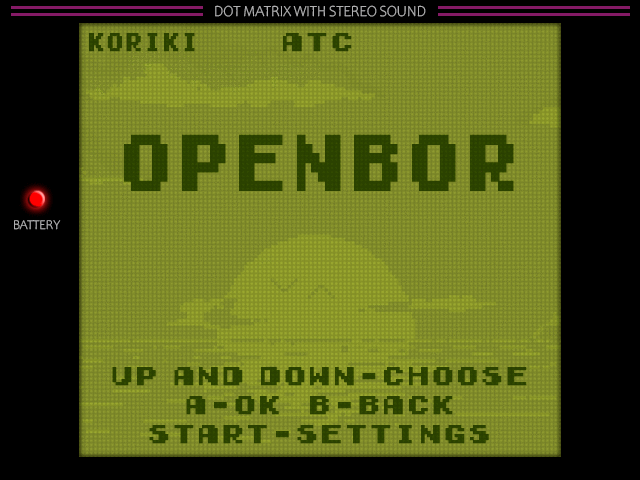 DOT MATRIX WITH STEREO SOUND
KORIKI ATC
OPENBOR
BATTERY
UP AND DOWN-CHOOSE
A-OK B-BACK
START-SETTINGS